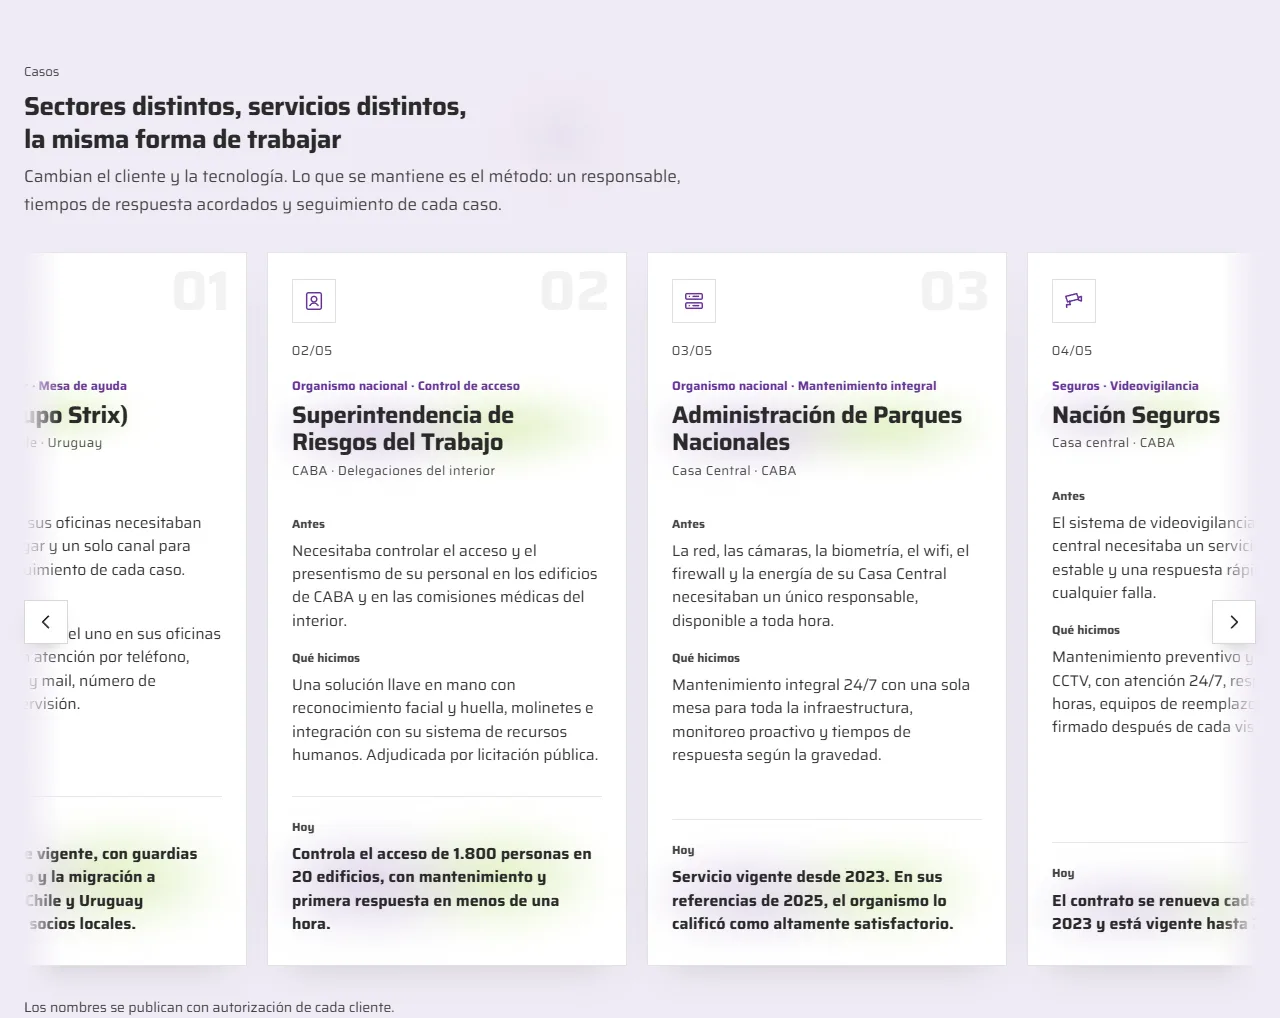 Casos
Sectores distintos, servicios distintos,
la misma forma de trabajar
Cambian el cliente y la tecnología. Lo que se mantiene es el método: un responsable,
tiempos de respuesta acordados y seguimiento de cada caso.
01
· Mesa de ayuda
Strix)
· Uruguay
sus oficinas necesitaban
y un solo canal para
de cada caso.
el uno en sus oficinas
atención por teléfono,
y mail, número de
vigente, con guardias
y la migración a
Chile y Uruguay
socios locales.
02
02/05
Organismo nacional · Control de acceso
Superintendencia de
Riesgos del Trabajo
CABA · Delegaciones del interior
Antes
Necesitaba controlar el acceso y el
presentismo de su personal en los edificios
de CABA y en las comisiones médicas del
interior.
Qué hicimos
Una solución llave en mano con
reconocimiento facial y huella, molinetes e
integración con su sistema de recursos
humanos. Adjudicada por licitación pública.
Hoy
Controla el acceso de 1.800 personas en
20 edificios, con mantenimiento y
primera respuesta en menos de una
hora.
03
03/05
Organismo nacional · Mantenimiento integral
Administración de Parques
Nacionales
Casa Central · CABA
Antes
La red, las cámaras, la biometría, el wifi, el
firewall y la energía de su Casa Central
necesitaban un único responsable,
disponible a toda hora.
Qué hicimos
Mantenimiento integral 24/7 con una sola
mesa para toda la infraestructura,
monitoreo proactivo y tiempos de
respuesta según la gravedad.
Hoy
Servicio vigente desde 2023. En sus
referencias de 2025, el organismo lo
calificó como altamente satisfactorio.
04/05
Seguros · Videovigilancia
Nación Seguros
Casa central · CABA
Antes
El sistema de videovigilancia
central necesitaba un
estable y una respuesta
cualquier falla.
Qué hicimos
Mantenimiento preventivo y
CCTV, con atención 24/7,
horas, equipos de
firmado después de cada
Hoy
El contrato se renueva cada
2023 y está vigente hasta
Los nombres se publican con autorización de cada cliente.